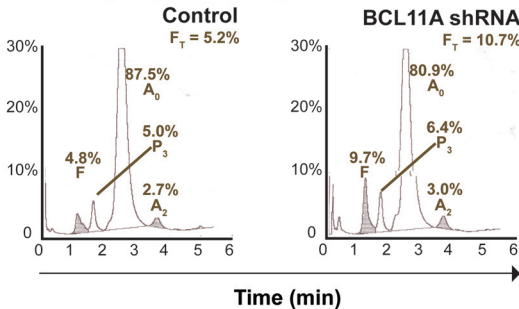 Control
F_T = 5.2%
30%
20%
10%
0
87.5%
A_0
5.0%
P_3
4.8%
F
2.7%
A_2
0 1 2 3 4 5 6
BCL11A shRNA
F_T = 10.7%
30%
20%
10%
0
80.9%
A_0
6.4%
P_3
9.7%
F
3.0%
A_2
0 1 2 3 4 5 6
Time (min)